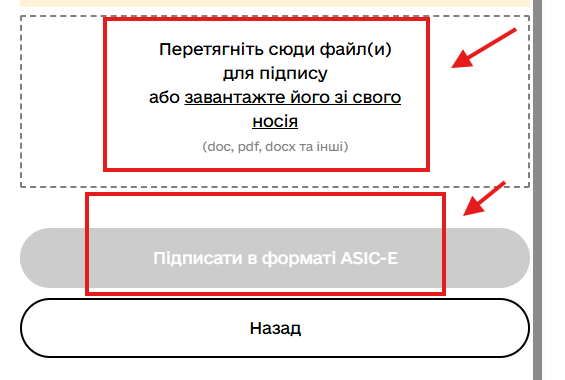 Перетягніть сюди файл(и)
для підпису
або завантажте його зі свого
носія
(doc, pdf, docx та інші)
Підписати в форматі ASIC-E
Назад